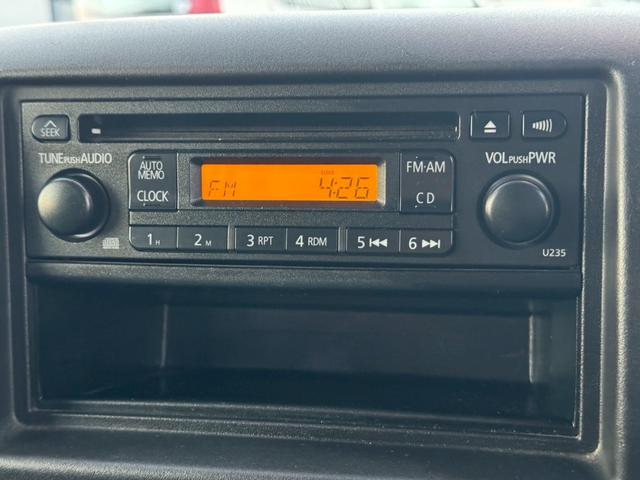 SEEK
TUNE PUSH AUDIO
AUTO
MEMO
CLOCK
FM
CLOCK
4:26
FM·AM
CD
VOL PUSH PWR
1 H
2 M
3 RPT
4 RDM
5
6
U235